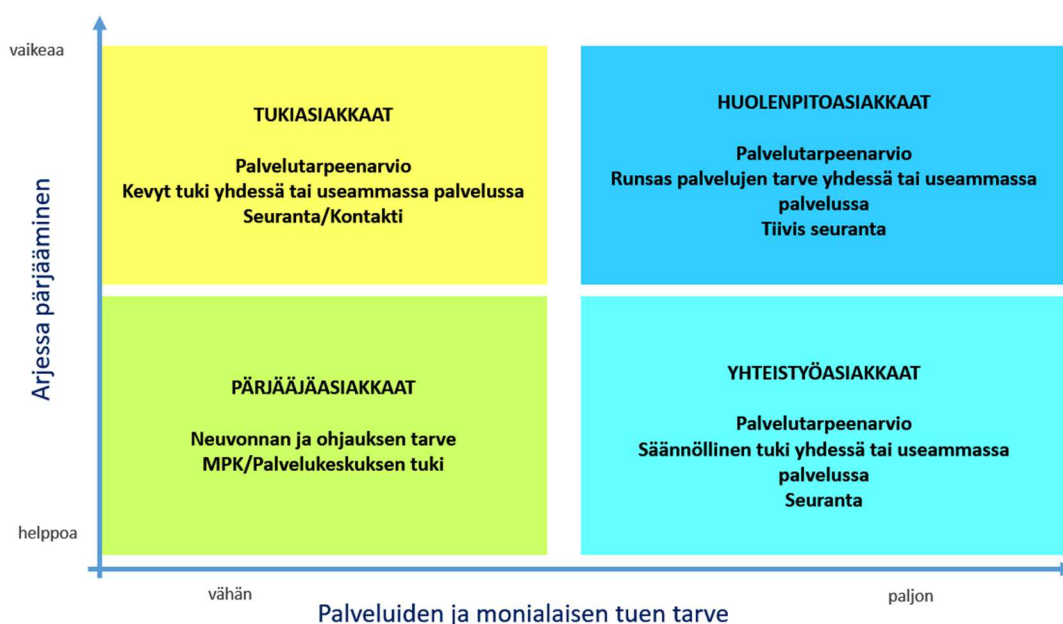 vaikeaa
TUKIASIAKKAAT
Palvelutarpeenarvio
Kevyt tuki yhdessä tai useammassa palvelussa
Seuranta/Kontakti
HUOLENPITOASIAKKAAT
Palvelutarpeenarvio
Runsas palvelujen tarve yhdessä tai useammassa
palvelussa
Tiivis seuranta
Arjessa pärjääminen
PÄRJÄÄJÄASIAKKAAT
Neuvonnan ja ohjauksen tarve
MPK/Palvelukeskuksen tuki
YHTEISTYÖASIAKKAAT
Palvelutarpeenarvio
Säännöllinen tuki yhdessä tai useammassa
palvelussa
Seuranta
helppoa
vähän
paljon
Palveluiden ja monialaisen tuen tarve